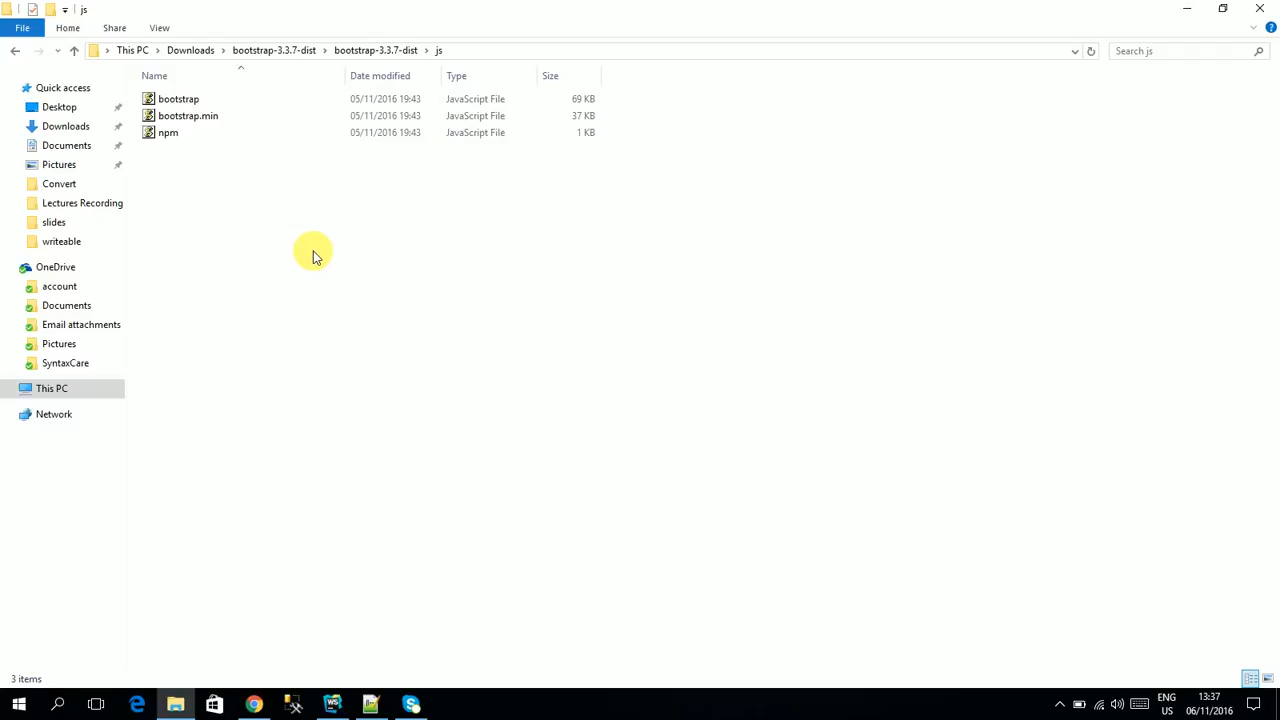 js
File Home Share View
This PC Downloads bootstrap-3.3.7-dist bootstrap-3.3.7-dist js Search js
Name Date modified Type Size
bootstrap 05/11/2016 19:43 JavaScript File 69 KB
bootstrap.min 05/11/2016 19:43 JavaScript File 37 KB
npm 05/11/2016 19:43 JavaScript File 1 KB
Quick access
Desktop
Downloads
Documents
Pictures
Convert
Lectures Recording
slides
writeable
OneDrive
account
Documents
Email attachments
Pictures
SyntaxCare
This PC
Network
3 items
ENG 13:37
US 06/11/2016